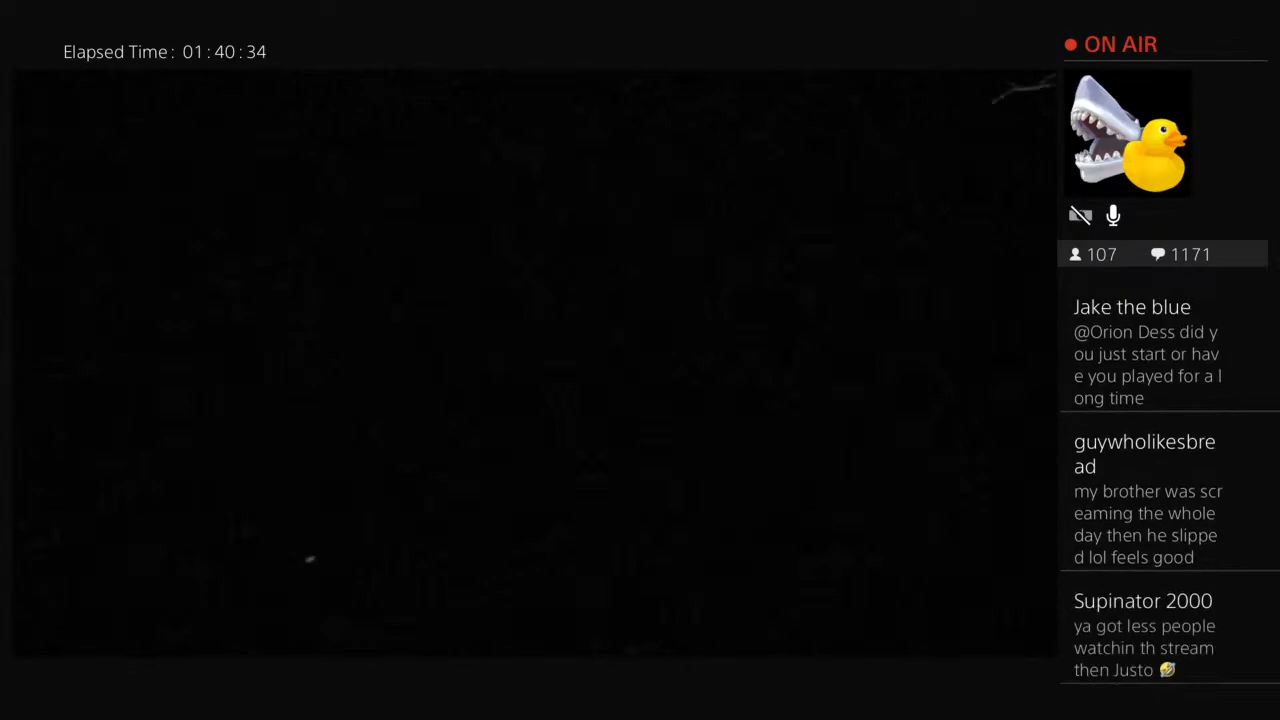 Elapsed Time: 01:40:34
ON AIR
107 1171
Jake the blue
@Orion Dess did y
ou just start or hav
e you played for a l
ong time
guywholikesbre
ad
my brother was scr
eaming the whole
day then he slippe
d lol feels good
Supinator 2000
ya got less people
watchin th stream
then Justo 🤣